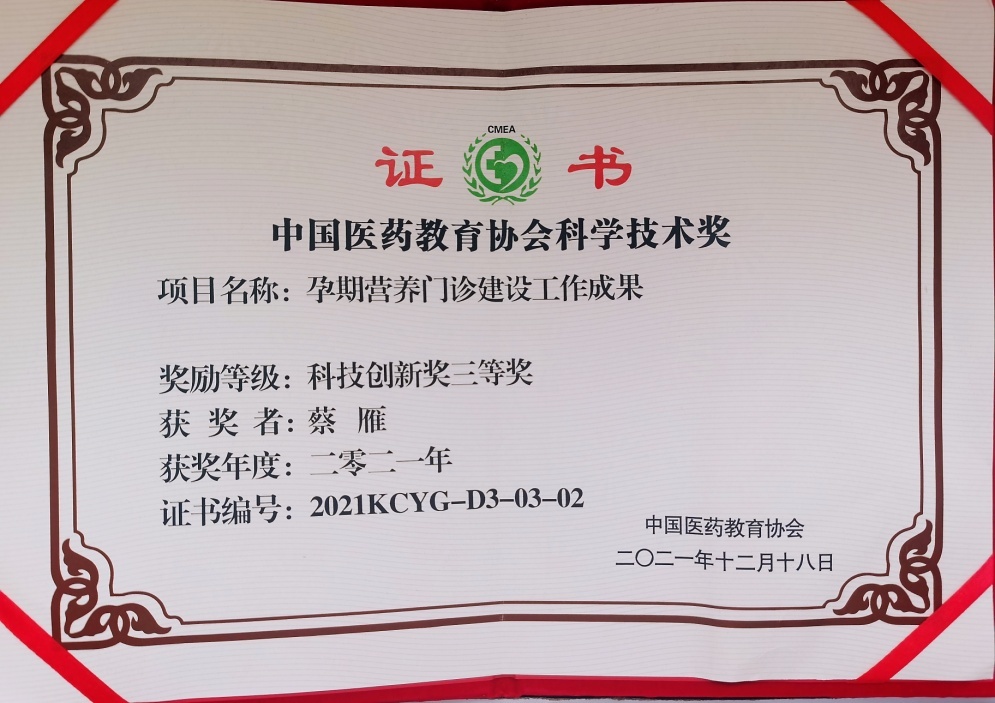 CMEA
证 书
中国医药教育协会科学技术奖
项目名称：孕期营养门诊建设工作成果
奖励等级：科技创新奖三等奖
获 奖 者：蔡 雁
获奖年度：二零二一年
证书编号：2021KCYG-D3-03-02
中国医药教育协会
二〇二一年十二月十八日